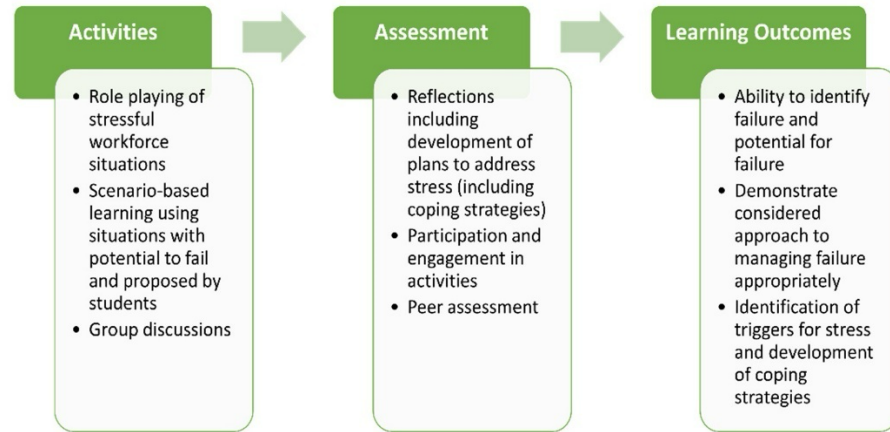 Activities
• Role playing of
stressful
workforce
situations
• Scenario-based
learning using
situations with
potential to fail
and proposed by
students
• Group discussions
Assessment
• Reflections
including
development of
plans to address
stress (including
coping strategies)
• Participation and
engagement in
activities
• Peer assessment
Learning Outcomes
• Ability to identify
failure and
potential for
failure
• Demonstrate
considered
approach to
managing failure
appropriately
• Identification of
triggers for stress
and development
of coping
strategies